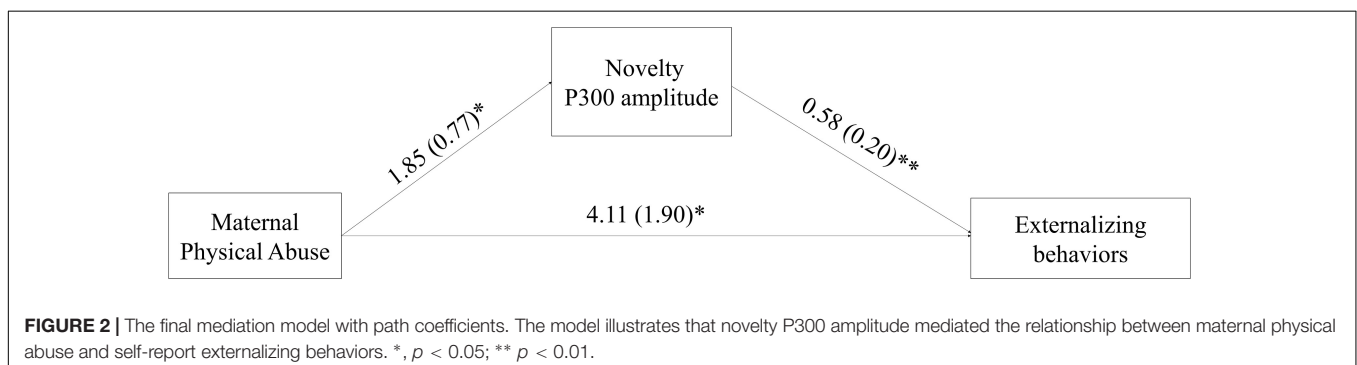 Novelty
P300 amplitude
1.85 (0.77)*
0.58 (0.20)**
4.11 (1.90)*
Maternal
Physical Abuse
Externalizing
behaviors
FIGURE 2 | The final mediation model with path coefficients. The model illustrates that novelty P300 amplitude mediated the relationship between maternal physical
abuse and self-report externalizing behaviors. *, p < 0.05; ** p < 0.01.